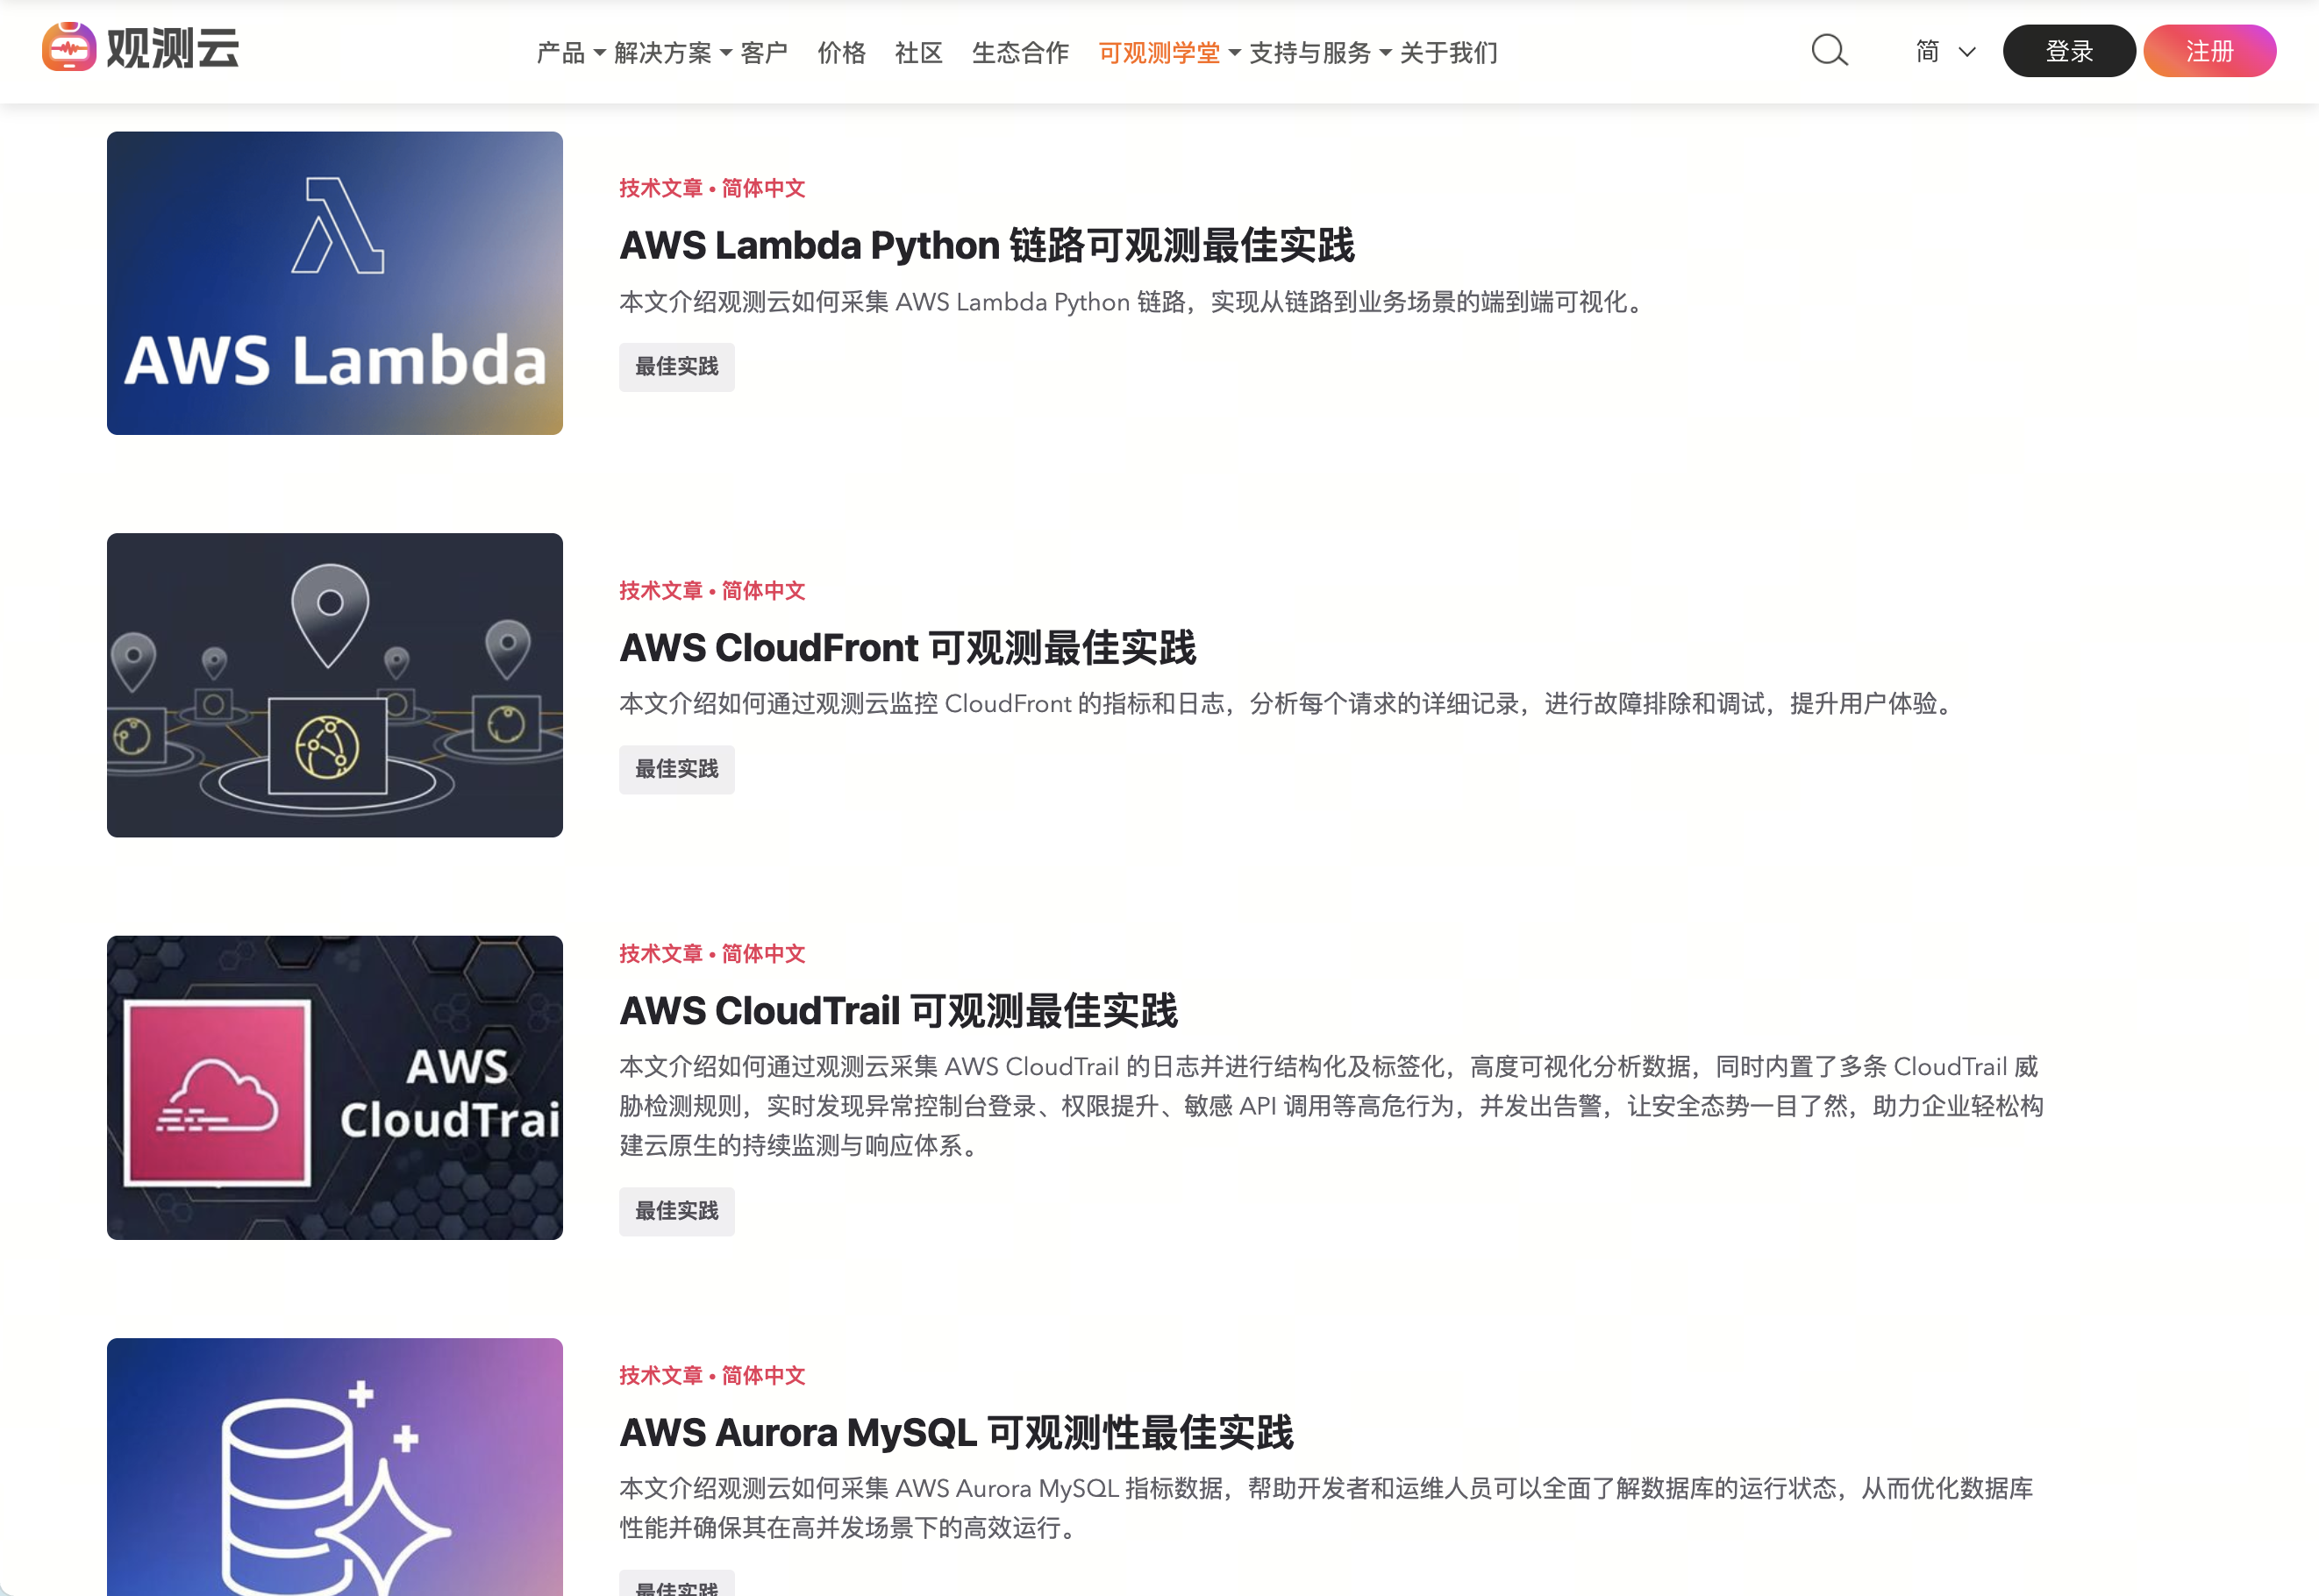 观测云
产品 解决方案 客户 价格 社区 生态合作 可观测学堂 支持与服务 关于我们
简
登录
注册
AWS Lambda
技术文章 • 简体中文
AWS Lambda Python 链路可观测最佳实践
本文介绍观测云如何采集 AWS Lambda Python 链路，实现从链路到业务场景的端到端可视化。
最佳实践
技术文章 • 简体中文
AWS CloudFront 可观测最佳实践
本文介绍如何通过观测云监控 CloudFront 的指标和日志，分析每个请求的详细记录，进行故障排除和调试，提升用户体验。
最佳实践
AWS
CloudTrai
技术文章 • 简体中文
AWS CloudTrail 可观测最佳实践
本文介绍如何通过观测云采集 AWS CloudTrail 的日志并进行结构化及标签化，高度可视化分析数据，同时内置了多条 CloudTrail 威
胁检测规则，实时发现异常控制台登录、权限提升、敏感 API 调用等高危行为，并发出告警，让安全态势一目了然，助力企业轻松构
建云原生的持续监测与响应体系。
最佳实践
技术文章 • 简体中文
AWS Aurora MySQL 可观测性最佳实践
本文介绍观测云如何采集 AWS Aurora MySQL 指标数据，帮助开发者和运维人员可以全面了解数据库的运行状态，从而优化数据库
性能并确保其在高并发场景下的高效运行。
最佳实践